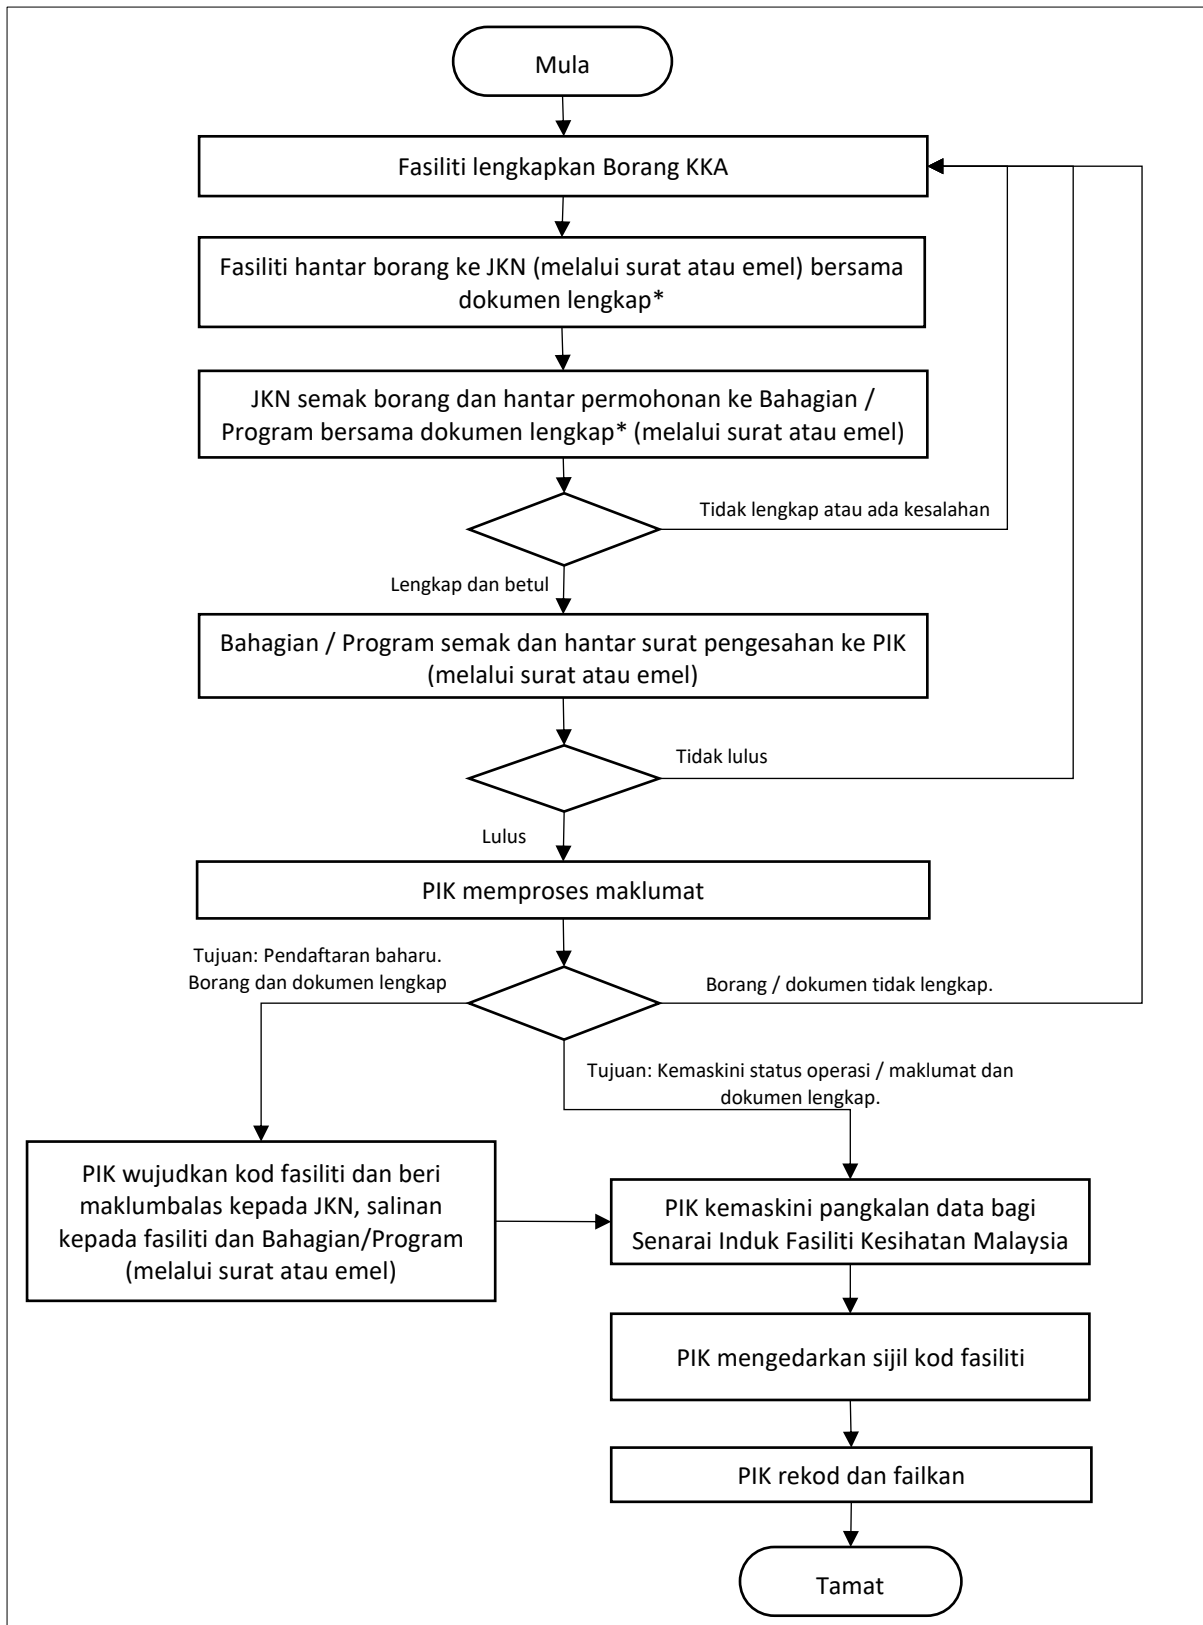 Mula
Fasiliti lengkapkan Borang KKA
Fasiliti hantar borang ke JKN (melalui surat atau emel) bersama
dokumen lengkap*
JKN semak borang dan hantar permohonan ke Bahagian /
Program bersama dokumen lengkap* (melalui surat atau emel)
Tidak lengkap atau ada kesalahan
Lengkap dan betul
Bahagian / Program semak dan hantar surat pengesahan ke PIK
(melalui surat atau emel)
Tidak lulus
Lulus
PIK memproses maklumat
Tujuan: Pendaftaran baharu.
Borang dan dokumen lengkap
Borang / dokumen tidak lengkap.
Tujuan: Kemaskini status operasi / maklumat dan
dokumen lengkap.
PIK wujudkan kod fasiliti dan beri
maklumbalas kepada JKN, salinan
kepada fasiliti dan Bahagian/Program
(melalui surat atau emel)
PIK kemaskini pangkalan data bagi
Senarai Induk Fasiliti Kesihatan Malaysia
PIK mengedarkan sijil kod fasiliti
PIK rekod dan failkan
Tamat